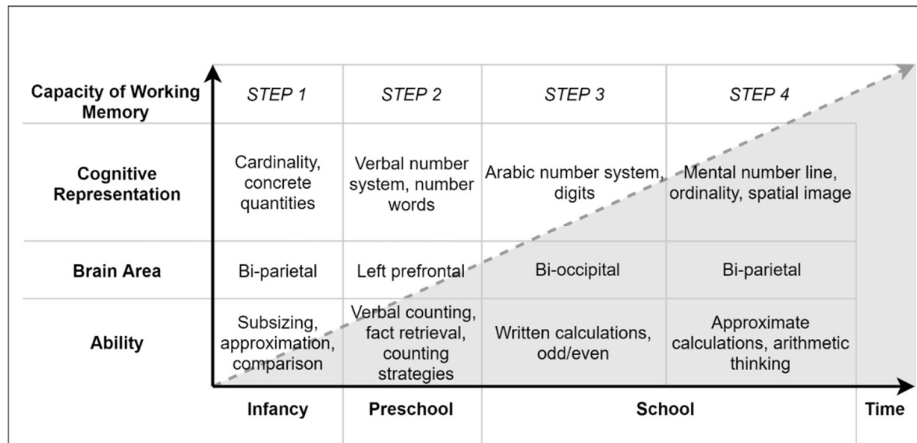 Capacity of Working
Memory
STEP 1
STEP 2
STEP 3
STEP 4
Cognitive
Representation
Cardinality,
concrete
quantities
Verbal number
system, number
words
Arabic number system,
digits
Mental number line,
ordinality, spatial image
Brain Area
Bi-parietal
Left prefrontal
Bi-occipital
Bi-parietal
Ability
Subsizing,
approximation,
comparison
Verbal counting,
fact retrieval,
counting
strategies
Written calculations,
odd/even
Approximate
calculations, arithmetic
thinking
Infancy
Preschool
School
Time